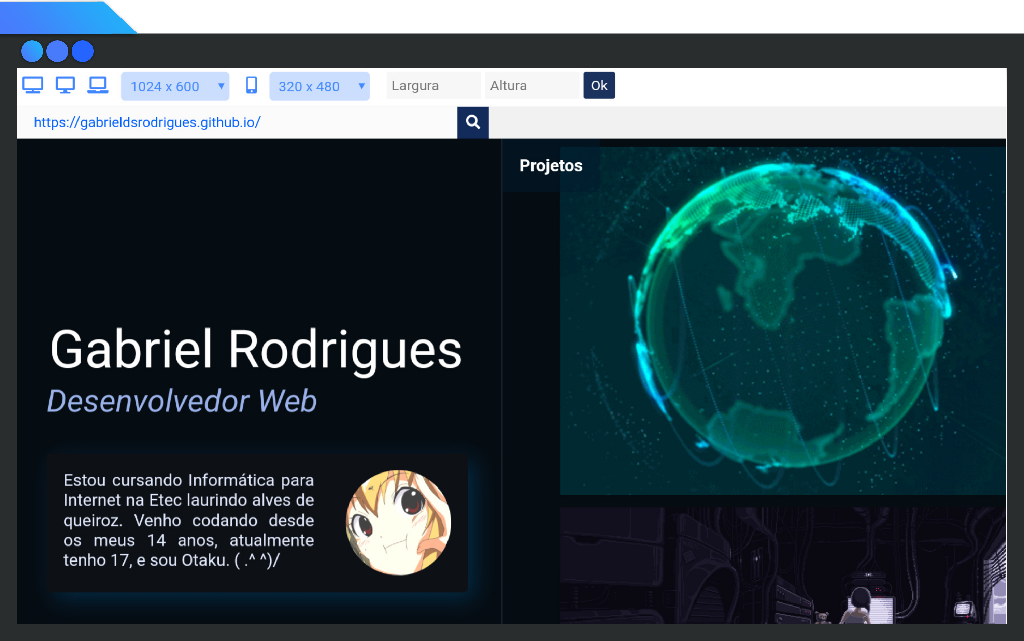 1024 x 600 ▾ 320 x 480 ▾ Largura Altura Ok
https://gabrieldsrodrigues.github.io/
Projetos
Gabriel Rodrigues
Desenvolvedor Web
Estou cursando Informática para
Internet na Etec laurindo alves de
queiroz. Venho codando desde
os meus 14 anos, atualmente
tenho 17, e sou Otaku. ( .^ ^)/